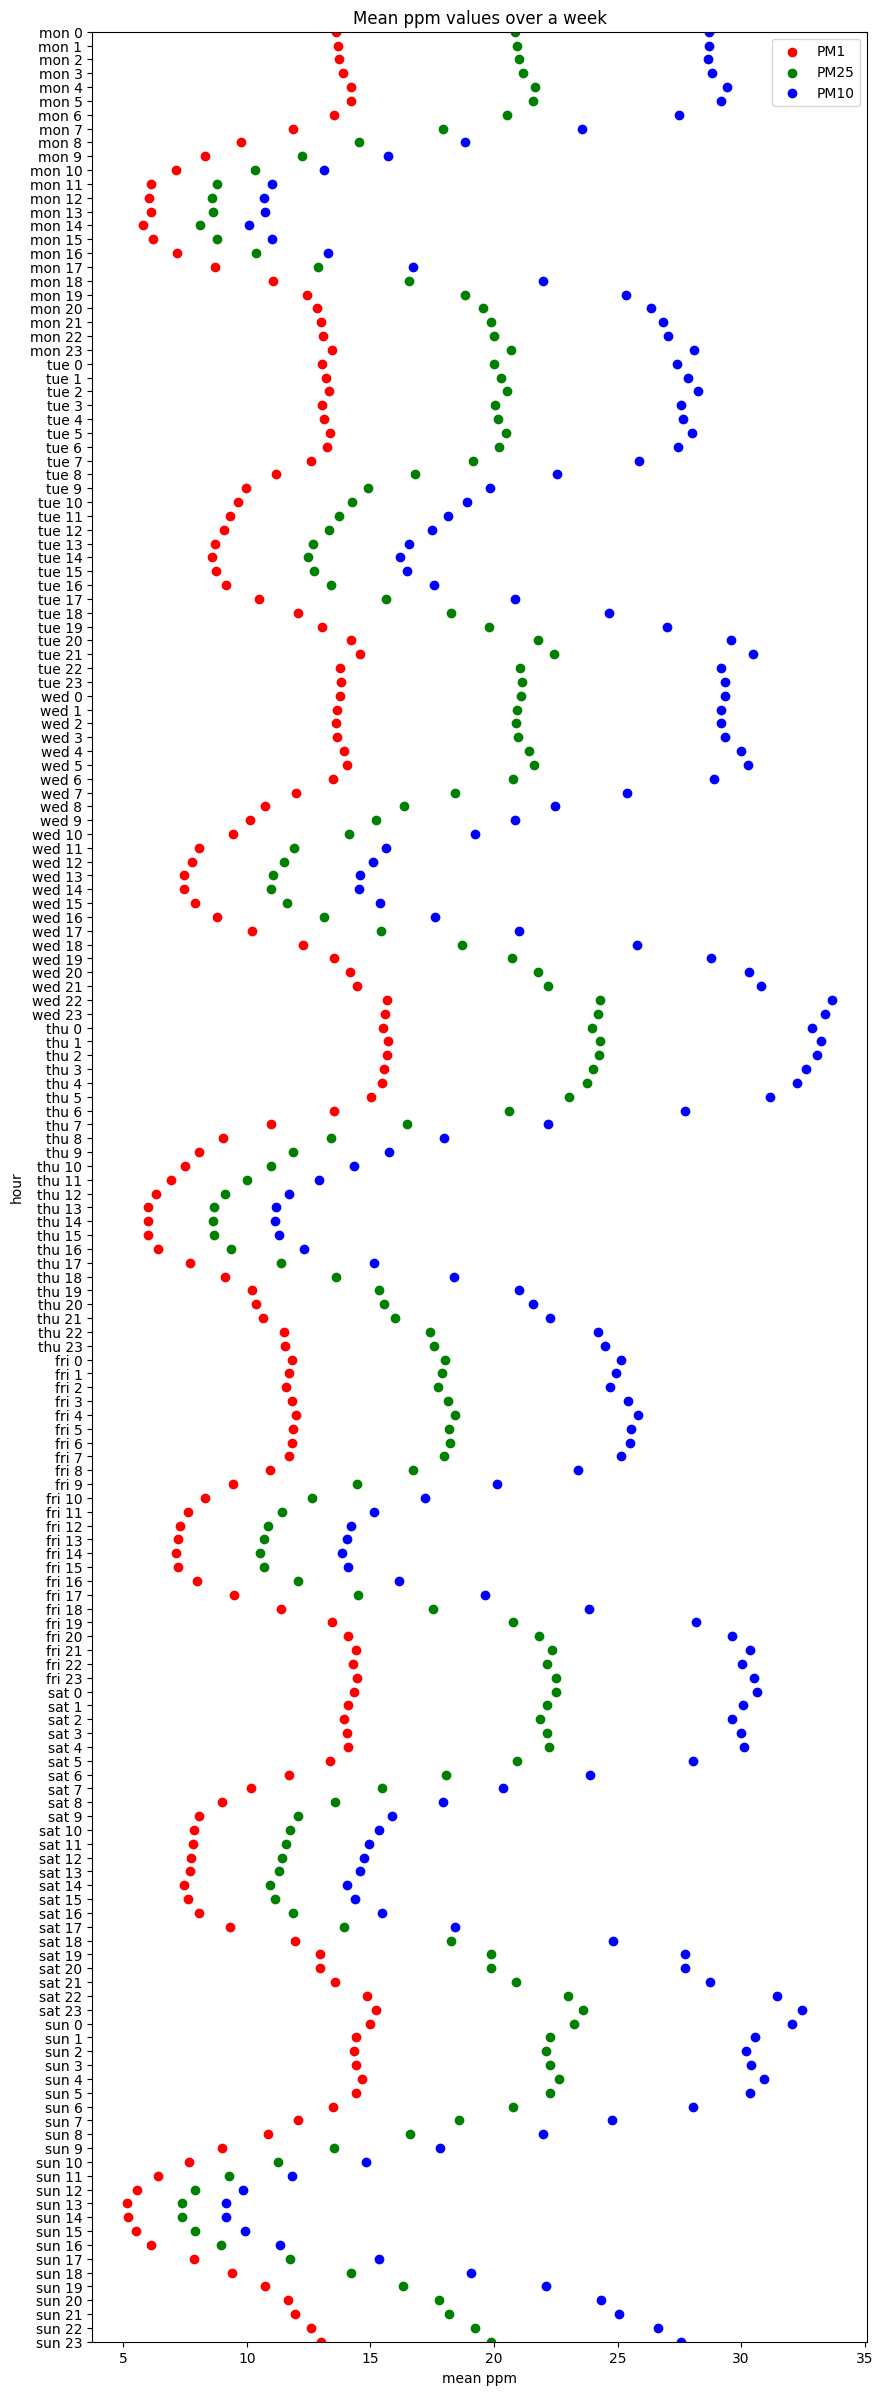 Mean ppm values over a week
PM1
PM25
PM10
hour
mon 0
mon 1
mon 2
mon 3
mon 4
mon 5
mon 6
mon 7
mon 8
mon 9
mon 10
mon 11
mon 12
mon 13
mon 14
mon 15
mon 16
mon 17
mon 18
mon 19
mon 20
mon 21
mon 22
mon 23
tue 0
tue 1
tue 2
tue 3
tue 4
tue 5
tue 6
tue 7
tue 8
tue 9
tue 10
tue 11
tue 12
tue 13
tue 14
tue 15
tue 16
tue 17
tue 18
tue 19
tue 20
tue 21
tue 22
tue 23
wed 0
wed 1
wed 2
wed 3
wed 4
wed 5
wed 6
wed 7
wed 8
wed 9
wed 10
wed 11
wed 12
wed 13
wed 14
wed 15
wed 16
wed 17
wed 18
wed 19
wed 20
wed 21
wed 22
wed 23
thu 0
thu 1
thu 2
thu 3
thu 4
thu 5
thu 6
thu 7
thu 8
thu 9
thu 10
thu 11
thu 12
thu 13
thu 14
thu 15
thu 16
thu 17
thu 18
thu 19
thu 20
thu 21
thu 22
thu 23
fri 0
fri 1
fri 2
fri 3
fri 4
fri 5
fri 6
fri 7
fri 8
fri 9
fri 10
fri 11
fri 12
fri 13
fri 14
fri 15
fri 16
fri 17
fri 18
fri 19
fri 20
fri 21
fri 22
fri 23
sat 0
sat 1
sat 2
sat 3
sat 4
sat 5
sat 6
sat 7
sat 8
sat 9
sat 10
sat 11
sat 12
sat 13
sat 14
sat 15
sat 16
sat 17
sat 18
sat 19
sat 20
sat 21
sat 22
sat 23
sun 0
sun 1
sun 2
sun 3
sun 4
sun 5
sun 6
sun 7
sun 8
sun 9
sun 10
sun 11
sun 12
sun 13
sun 14
sun 15
sun 16
sun 17
sun 18
sun 19
sun 20
sun 21
sun 22
sun 23
5 10 15 20 25 30 35
mean ppm